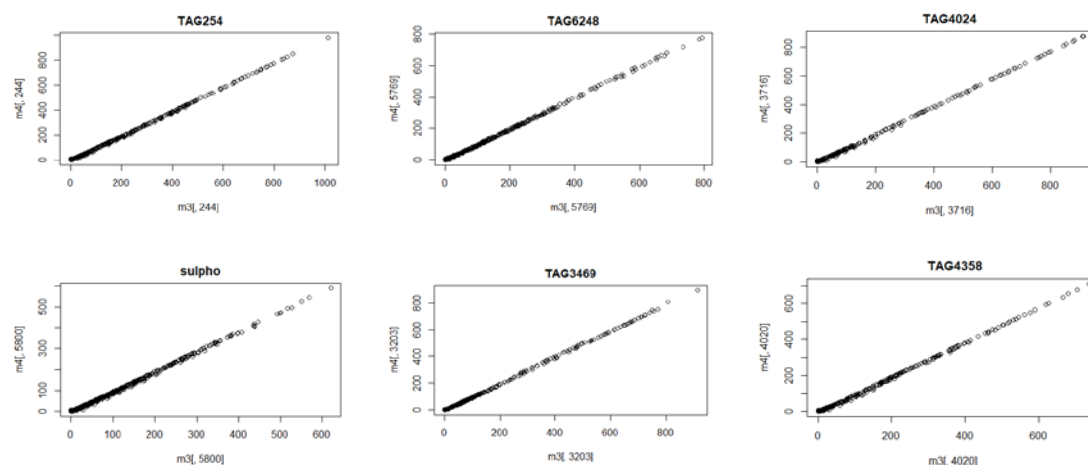 TAG254
m4[, 244]
0 200 400 600 800
0 200 400 600 800 1000
m3[, 244]
TAG6248
m4[, 5769]
0 200 400 600 800
0 200 400 600 800
m3[, 5769]
TAG4024
m4[, 3716]
0 200 400 600 800
0 200 400 600 800
m3[, 3716]
sulpho
m4[, 5800]
0 100 300 500
0 100 200 300 400 500 600
m3[, 5800]
TAG3469
m4[, 3203]
0 200 400 600 800
0 200 400 600 800
m3[, 3203]
TAG4358
m4[, 4020]
0 200 400 600
0 200 400 600
m3[, 4020]